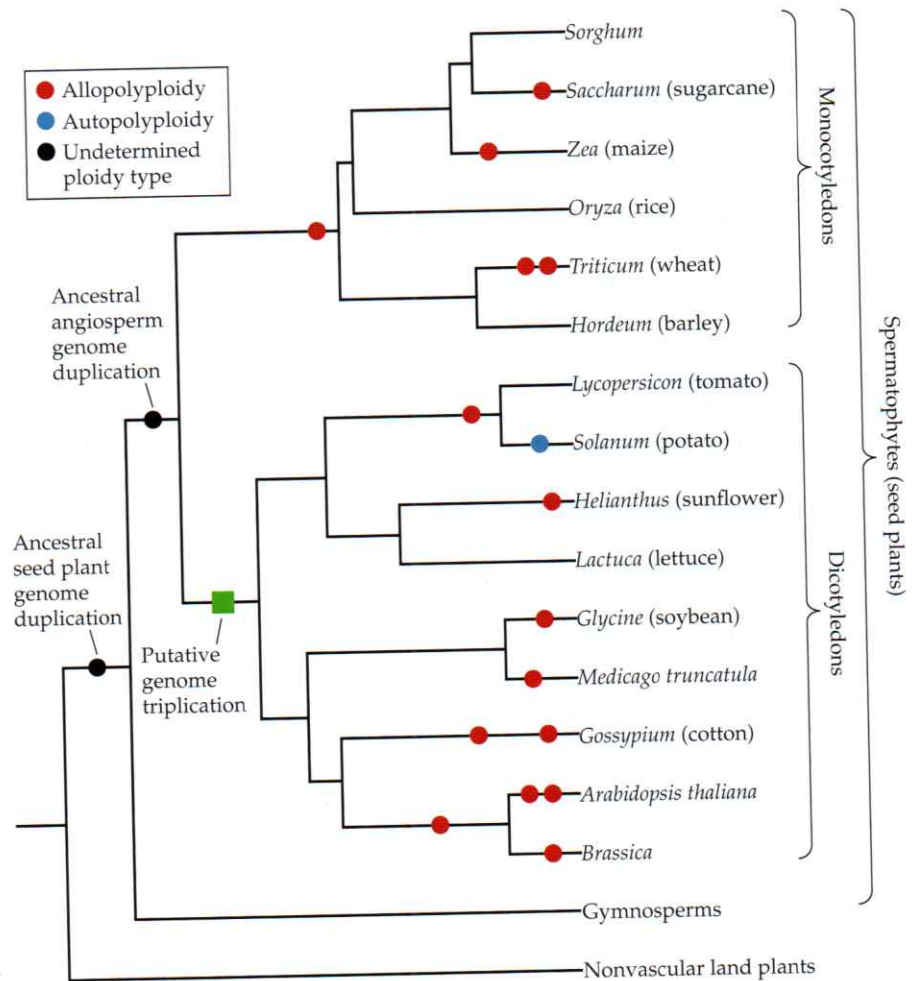 Allopolyploidy
Autopolyploidy
Undetermined
ploidy type
Ancestral
angiosperm
genome
duplication
Ancestral
seed plant
genome
duplication
Putative
genome
triplication
Sorghum
Saccharum (sugarcane)
Zea (maize)
Oryza (rice)
Triticum (wheat)
Hordeum (barley)
Lycopersicon (tomato)
Solanum (potato)
Helianthus (sunflower)
Lactuca (lettuce)
Glycine (soybean)
Medicago truncatula
Gossypium (cotton)
Arabidopsis thaliana
Brassica
Gymnosperms
Nonvascular land plants
Monocotyledons
Dicotyledons
Spermatophytes (seed plants)